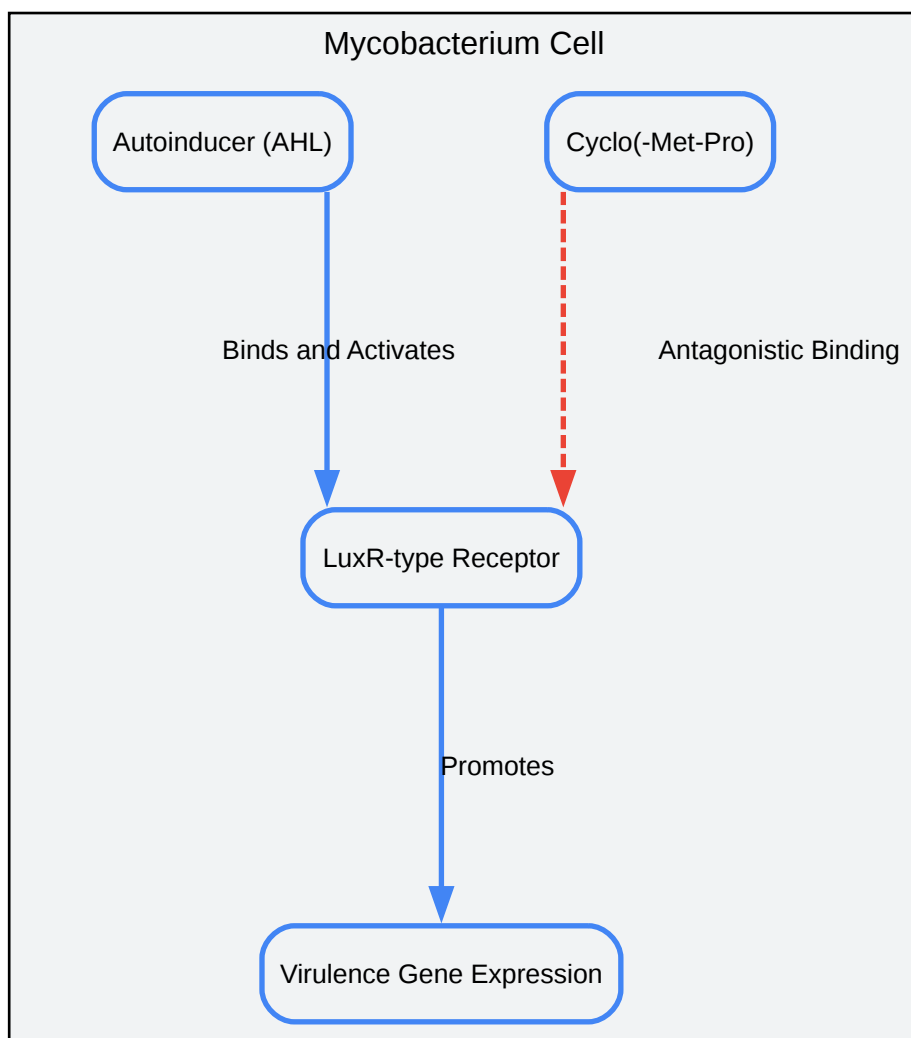 Mycobacterium Cell
Autoinducer (AHL)
Cyclo(-Met-Pro)
Binds and Activates
Antagonistic Binding
LuxR-type Receptor
Promotes
Virulence Gene Expression